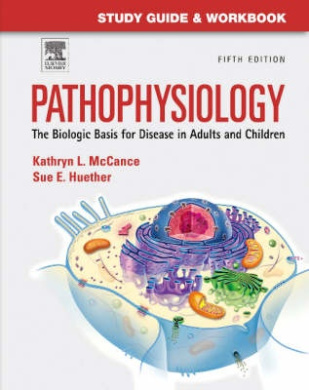 STUDY GUIDE & WORKBOOK
FIFTH EDITION
PATHOPHYSIOLOGY
The Biologic Basis for Disease in Adults and Children
Kathryn L. McCance
Sue E. Huether